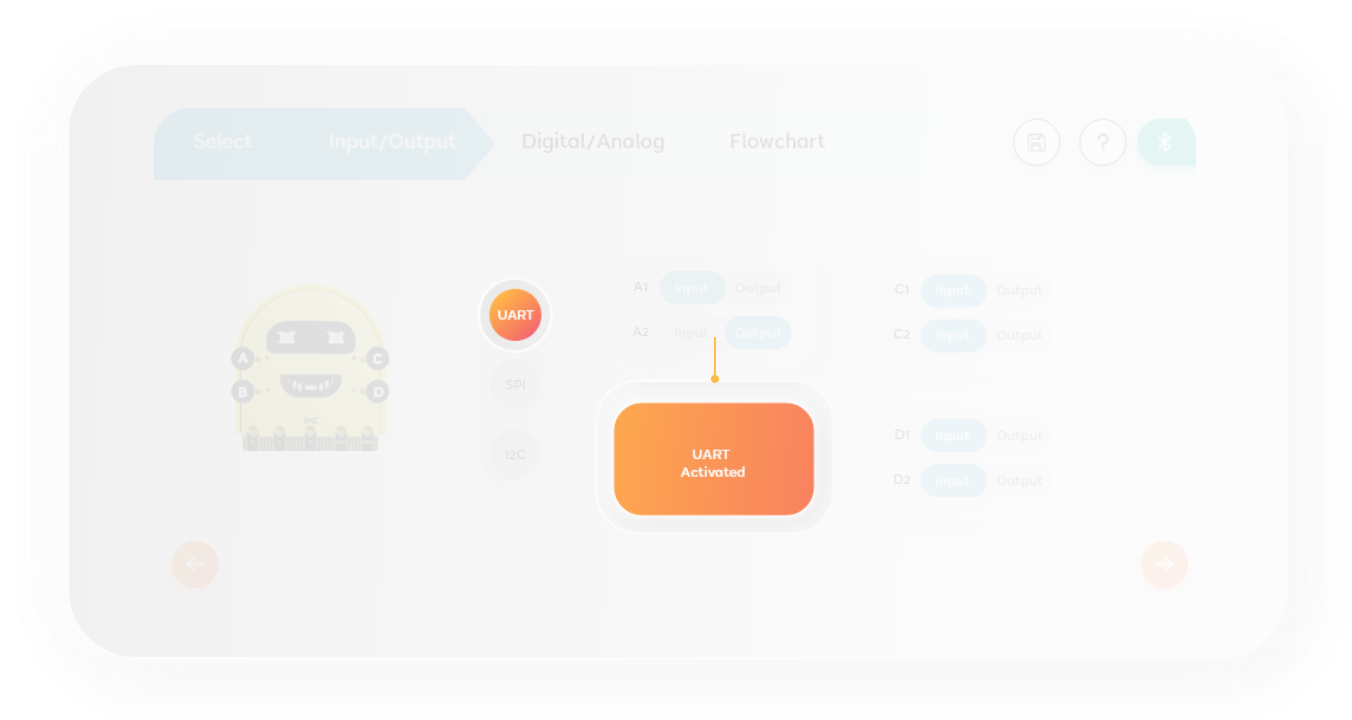 Select
Input/Output
Digital/Analog
Flowchart
?
UART
SPI
I2C
A
B
C
D
A1 Input Output
A2 Input Output
UART
Activated
C1 Input Output
C2 Input Output
D1 Input Output
D2 Input Output